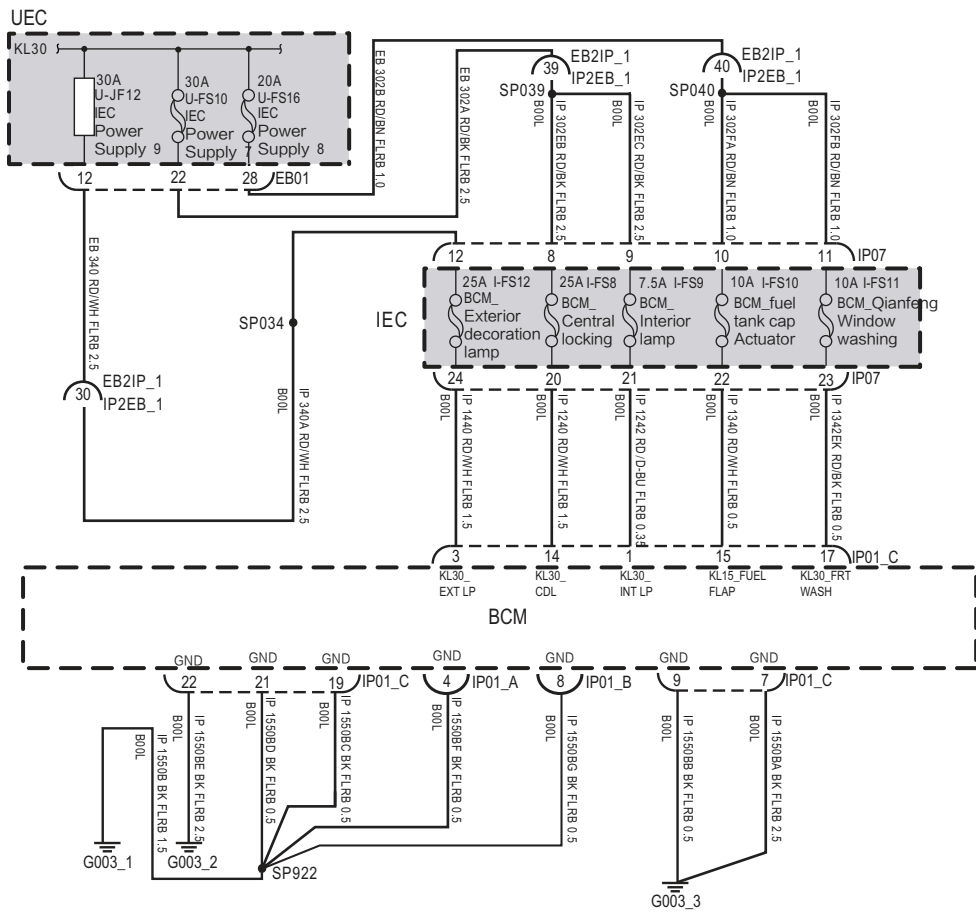 UEC
KL30
30A
U-JF12
IEC
Power
Supply 9
30A
U-FS10
IEC
Power
Supply 7
20A
U-FS16
IEC
Power
Supply 8
12
22
28
EB01
EB 302B RD/BN FLRB 1.0
EB 302A RD/BK FLRB 2.5
39
EB2IP_1
IP2EB_1
SP039
B00L
IP 302EB RD/BK FLRB 2.5
B00L
IP 302EC RD/BK FLRB 2.5
40
EB2IP_1
IP2EB_1
SP040
B00L
IP 302FA RD/BN FLRB 1.0
B00L
IP 302FB RD/BN FLRB 1.0
EB 340 RD/WH FLRB 2.5
SP034
30
EB2IP_1
IP2EB_1
B00L
IP 340A RD/WH FLRB 2.5
12
8
9
10
11
IP07
IEC
25A I-FS12
BCM_
Exterior
decoration
lamp
25A I-FS8
BCM_
Central
locking
7.5A I-FS9
BCM_
Interior
lamp
10A I-FS10
BCM_fuel
tank cap
Actuator
10A I-FS11
BCM_Qianfeng
Window
washing
24
20
21
22
23
IP07
B00L
IP 1440 RD/WH FLRB 1.5
B00L
IP 1240 RD/WH FLRB 1.5
B00L
IP 1242 RD/D-BU FLRB 0.35
B00L
IP 1340 RD/WH FLRB 0.5
B00L
IP 1342EK RD/BK FLRB 0.5
3
14
1
15
17
IP01_C
KL30_
EXT LP
KL30_
CDL
KL30_
INT LP
KL15_FUEL
FLAP
KL30_FRT
WASH
BCM
GND
GND
GND
GND
GND
GND
GND
22
21
19
IP01_C
4
IP01_A
8
IP01_B
9
7
IP01_C
B00L
IP 1550B BK FLRB 1.5
B00L
IP 1550BE BK FLRB 2.5
B00L
IP 1550BD BK FLRB 0.5
B00L
IP 1550BC BK FLRB 0.5
B00L
IP 1550BF BK FLRB 0.5
B00L
IP 1550BG BK FLRB 0.5
B00L
IP 1550BB BK FLRB 0.5
B00L
IP 1550BA BK FLRB 2.5
G003_1
G003_2
SP922
G003_3